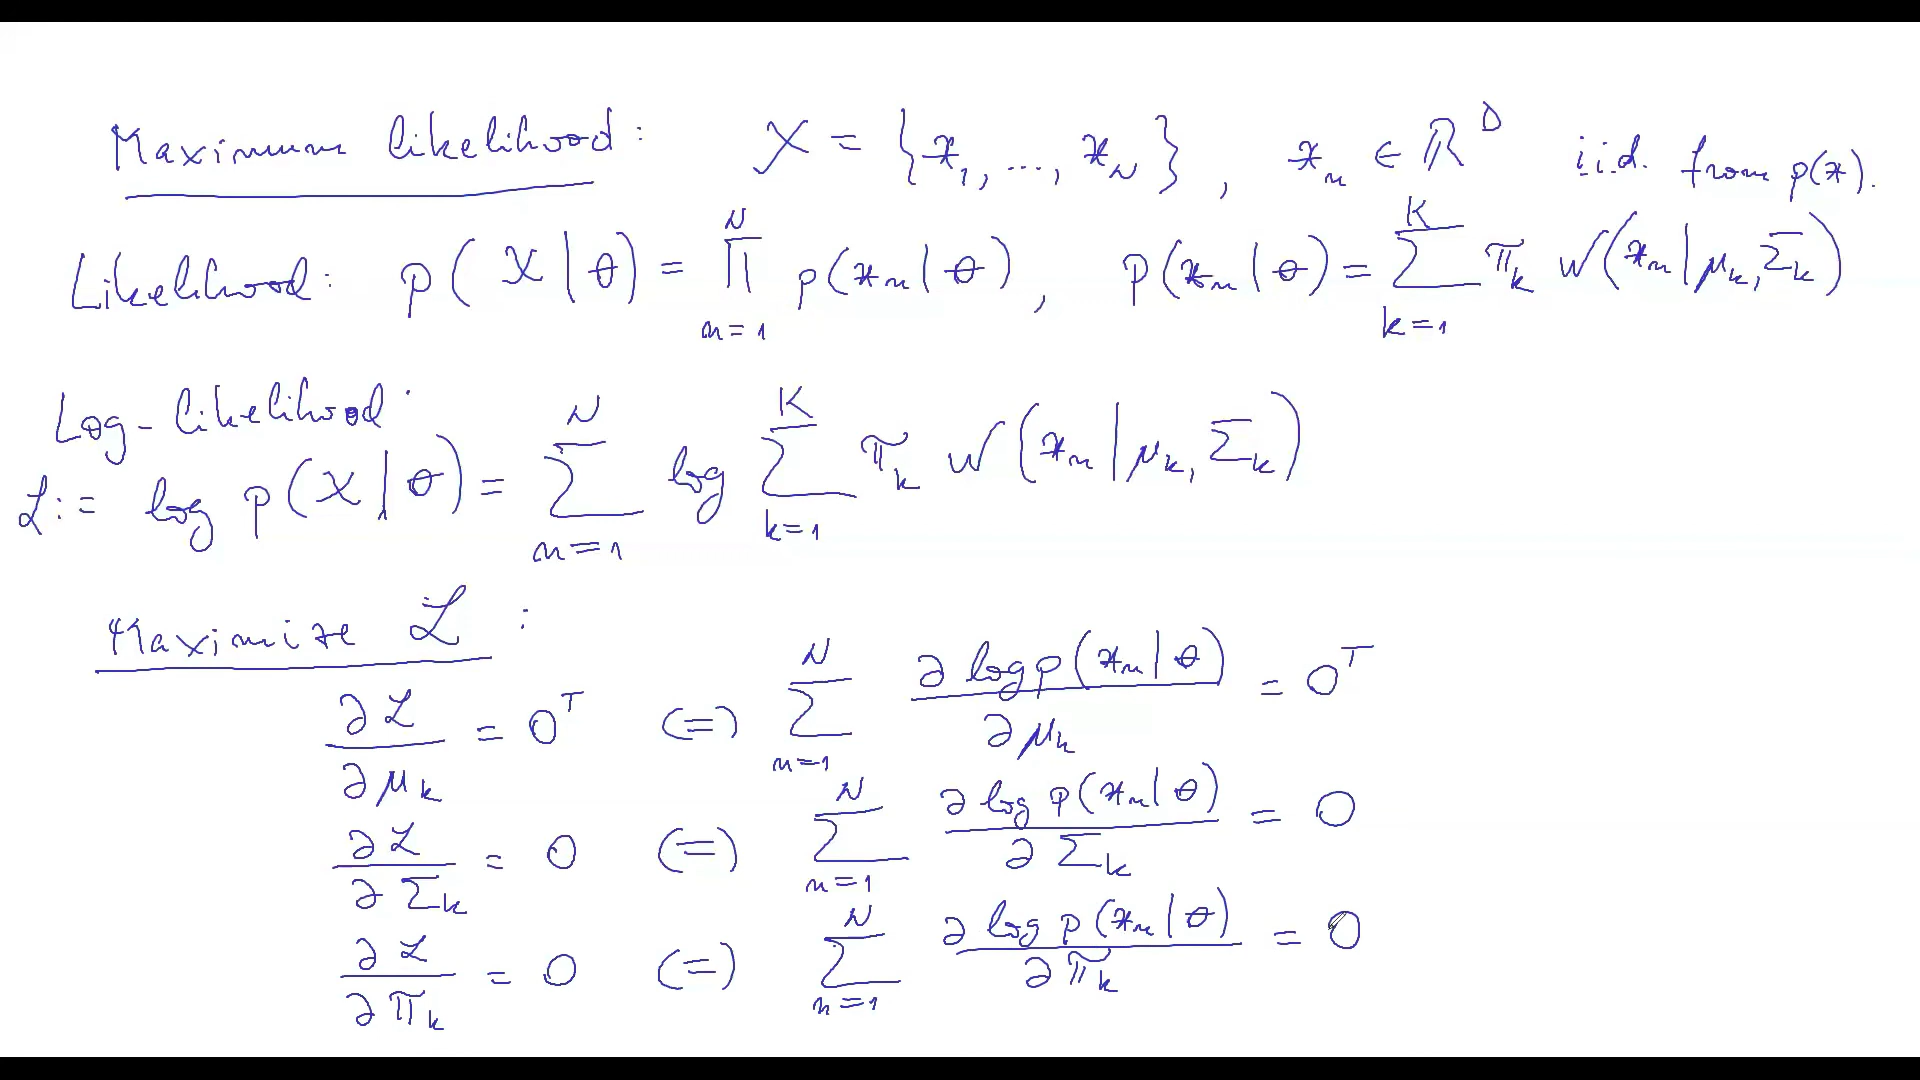 Maximum likelihood: X = {x_1, ..., x_N}, x_n ∈ ℝ^D i.i.d. from p(x).
Likelihood: p(X|θ) = ∏_{n=1}^{N} p(x_n|θ), p(x_n|θ) = ∑_{k=1}^{K} π_k N(x_n|μ_k, Σ_k)
Log-likelihood:
ℒ := log p(X|θ) = ∑_{n=1}^{N} log ∑_{k=1}^{K} π_k N(x_n|μ_k, Σ_k)
Maximize ℒ:
∂ℒ/∂μ_k = 0^T (=) ∑_{n=1}^{N} ∂ log p(x_n|θ)/∂μ_k = 0^T
∂ℒ/∂Σ_k = 0 (=) ∑_{n=1}^{N} ∂ log p(x_n|θ)/∂Σ_k = 0
∂ℒ/∂π_k = 0 (=) ∑_{n=1}^{N} ∂ log p(x_n|θ)/∂π_k = 0